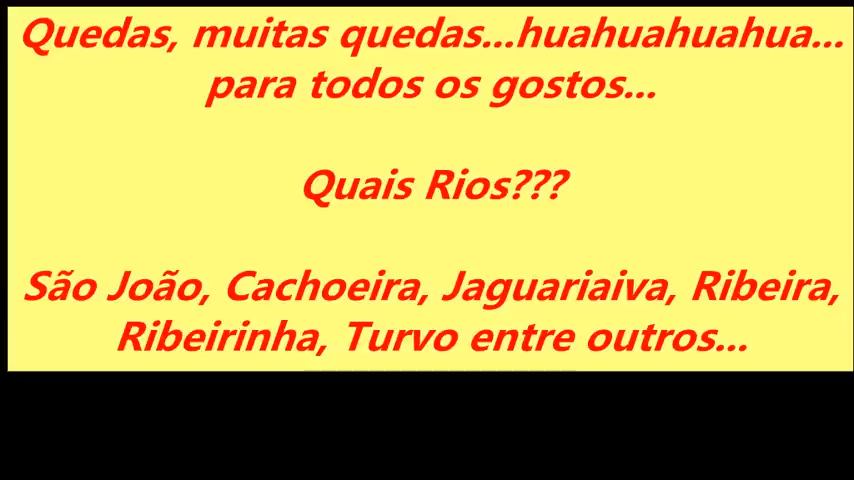 Quedas, muitas quedas...huahuahuahua...
para todos os gostos...
Quais Rios???
São João, Cachoeira, Jaguariaiva, Ribeira,
Ribeirinha, Turvo entre outros...